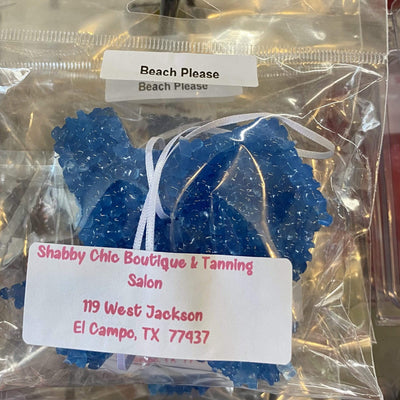 Beach Please
Beach Please
Shabby Chic Boutique & Tanning
Salon
119 West Jackson
El Campo, TX 77437